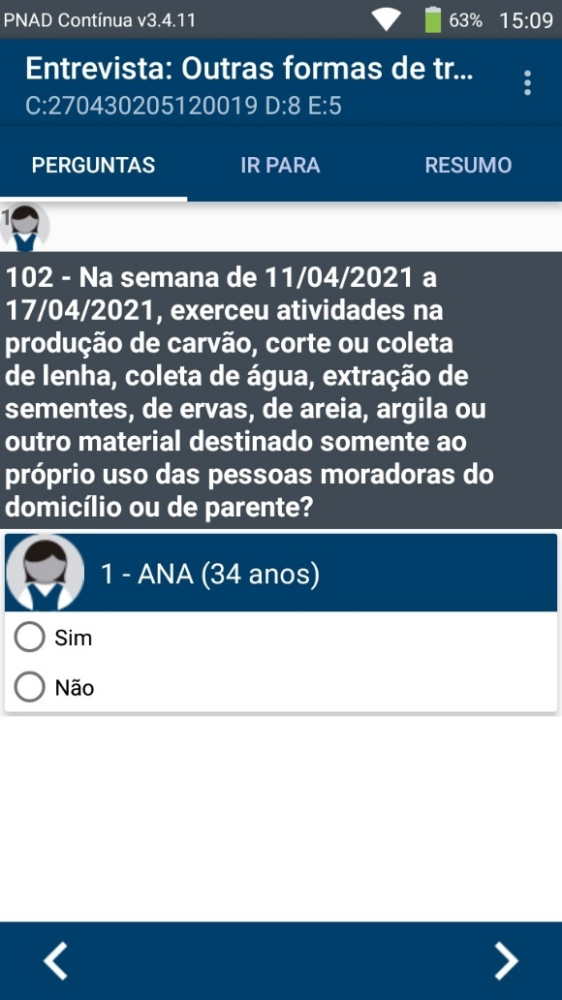 PNAD Contínua v3.4.11 63% 15:09
Entrevista: Outras formas de tr...
C:270430205120019 D:8 E:5
PERGUNTAS IR PARA RESUMO
1
102 - Na semana de 11/04/2021 a
17/04/2021, exerceu atividades na
produção de carvão, corte ou coleta
de lenha, coleta de água, extração de
sementes, de ervas, de areia, argila ou
outro material destinado somente ao
próprio uso das pessoas moradoras do
domicílio ou de parente?
1 - ANA (34 anos)
Sim
Não